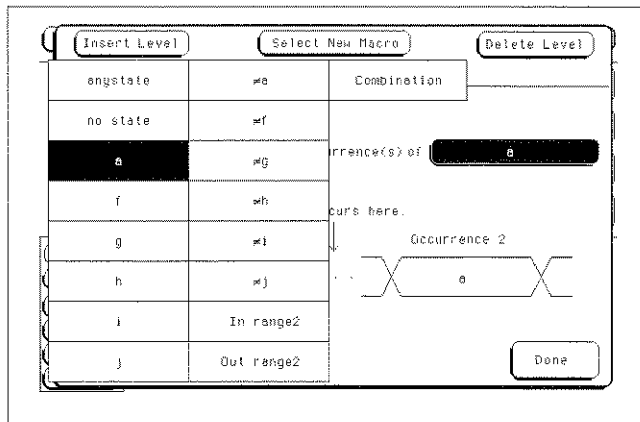 Insert Level Select New Macro Delete Level
anystate ≠a Combination
no state ≠f
a ≠g rrence(s) of a
f ≠h
curs here.
g ≠i Occurrence 2
h ≠j a
i In range2
j Out range2 Done